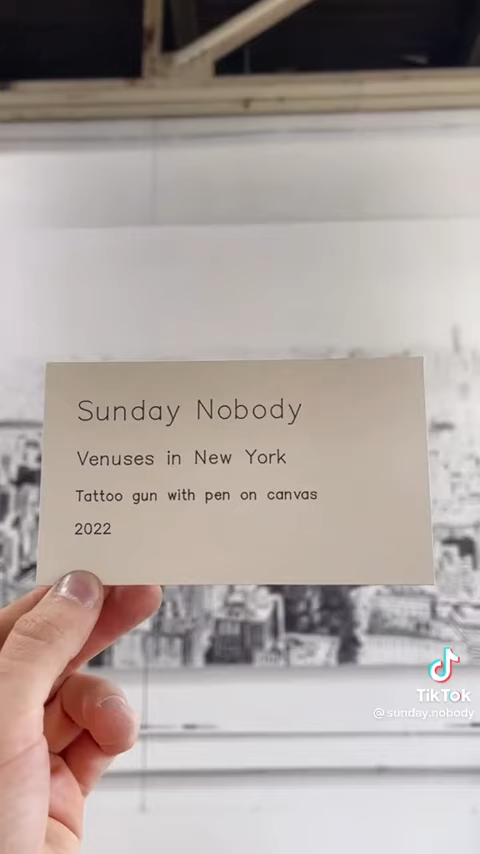 Sunday Nobody
Venuses in New York
Tattoo gun with pen on canvas
2022
TikTok
@sunday.nobody